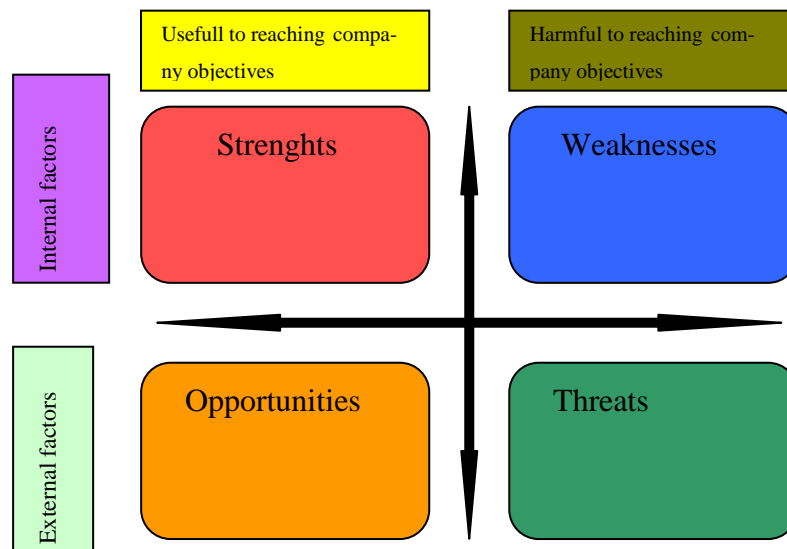 Usefull to reaching compa-
ny objectives
Harmful to reaching com-
pany objectives
Internal factors
Strenghts
Weaknesses
External factors
Opportunities
Threats